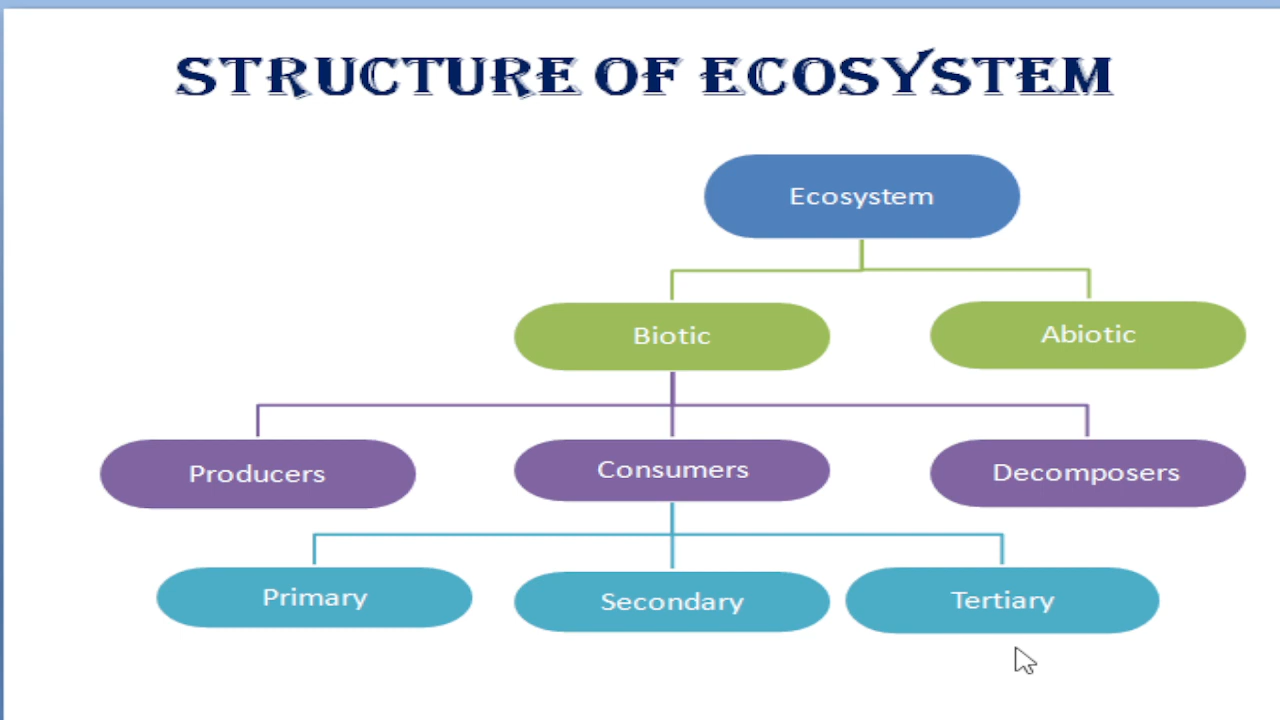 STRUCTURE OF ECOSYSTEM
Ecosystem
Biotic
Abiotic
Producers
Consumers
Decomposers
Primary
Secondary
Tertiary